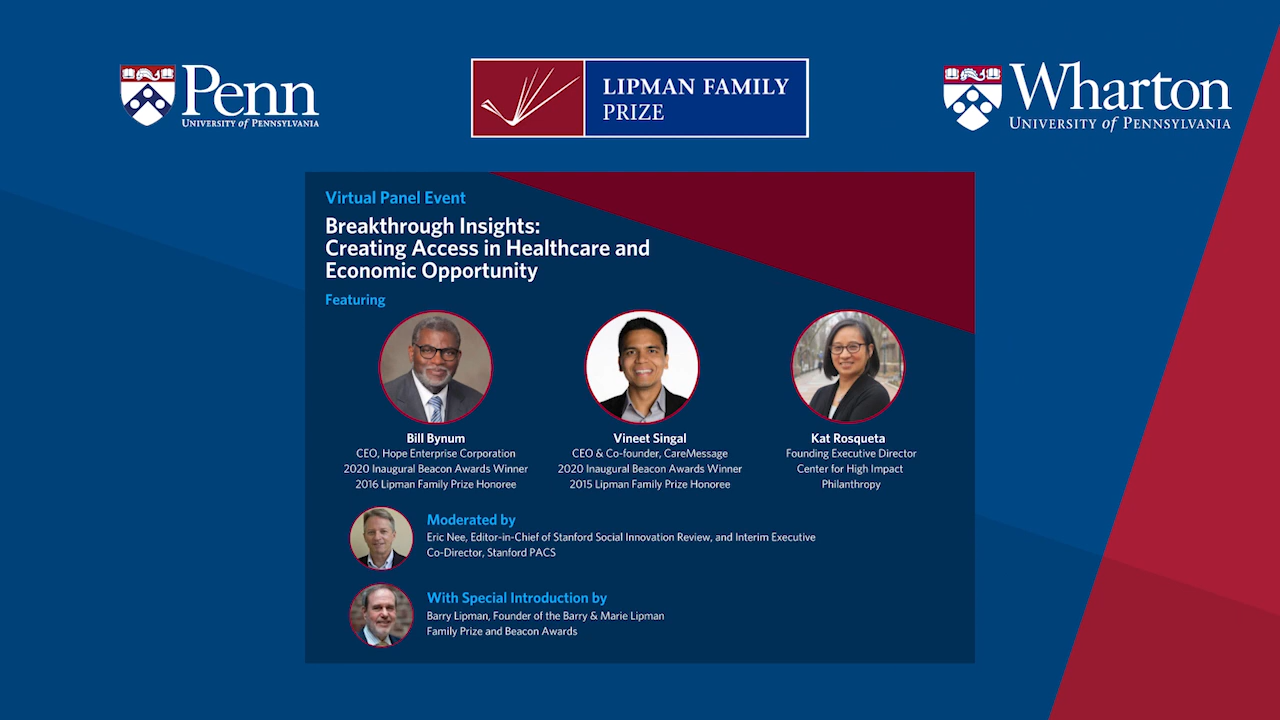 Penn
UNIVERSITY of PENNSYLVANIA
LIPMAN FAMILY
PRIZE
Wharton
UNIVERSITY of PENNSYLVANIA
Virtual Panel Event
Breakthrough Insights:
Creating Access in Healthcare and
Economic Opportunity
Featuring
Bill Bynum
CEO, Hope Enterprise Corporation
2020 Inaugural Beacon Awards Winner
2016 Lipman Family Prize Honoree
Vineet Singal
CEO & Co-founder, CareMessage
2020 Inaugural Beacon Awards Winner
2015 Lipman Family Prize Honoree
Kat Rosqueta
Founding Executive Director
Center for High Impact
Philanthropy
Moderated by
Eric Nee, Editor-in-Chief of Stanford Social Innovation Review, and Interim Executive
Co-Director, Stanford PACS
With Special Introduction by
Barry Lipman, Founder of the Barry & Marie Lipman
Family Prize and Beacon Awards